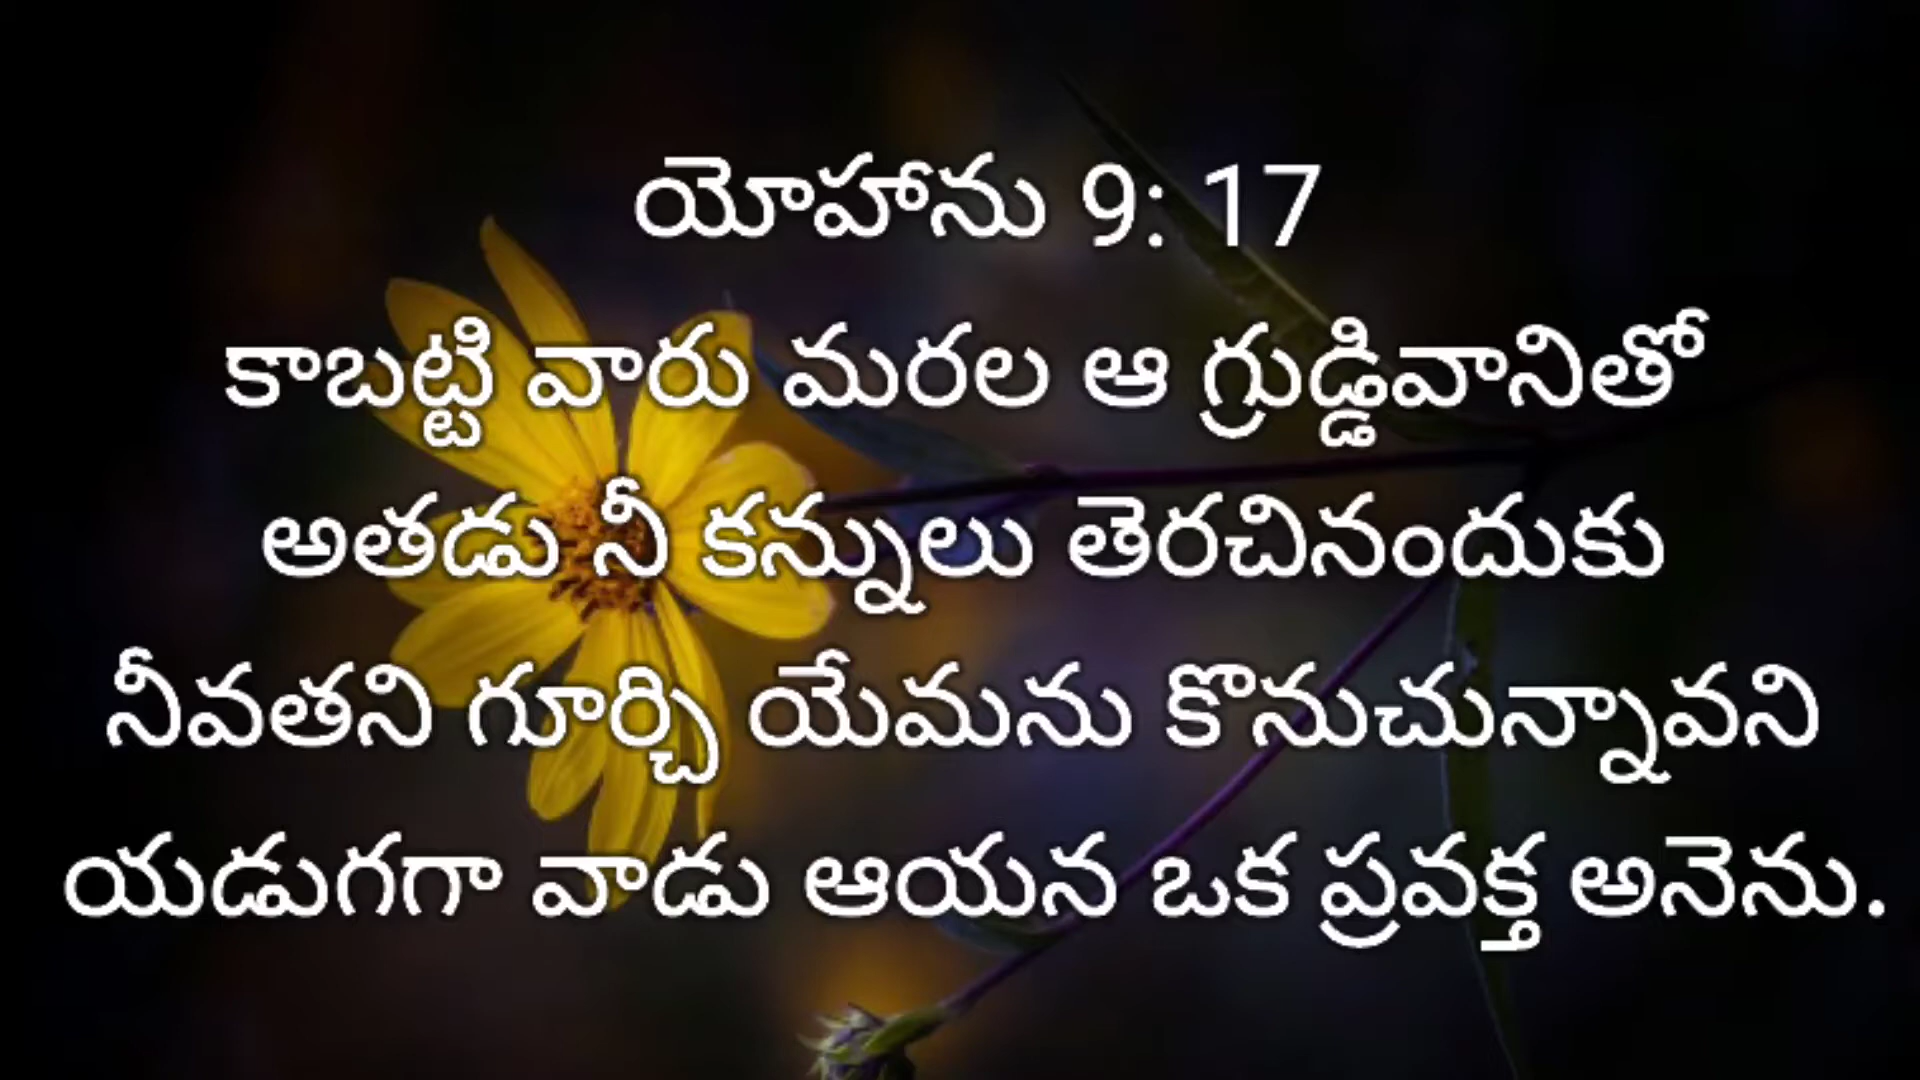 యోహాను 9: 17
కాబట్టి వారు మరల ఆ గ్రుడ్డివానితో
అతడు నీ కన్నులు తెరచినందుకు
నీవతని గూర్చి యేమను కొనుచున్నావని
యడుగగా వాడు ఆయన ఒక ప్రవక్త అనెను.